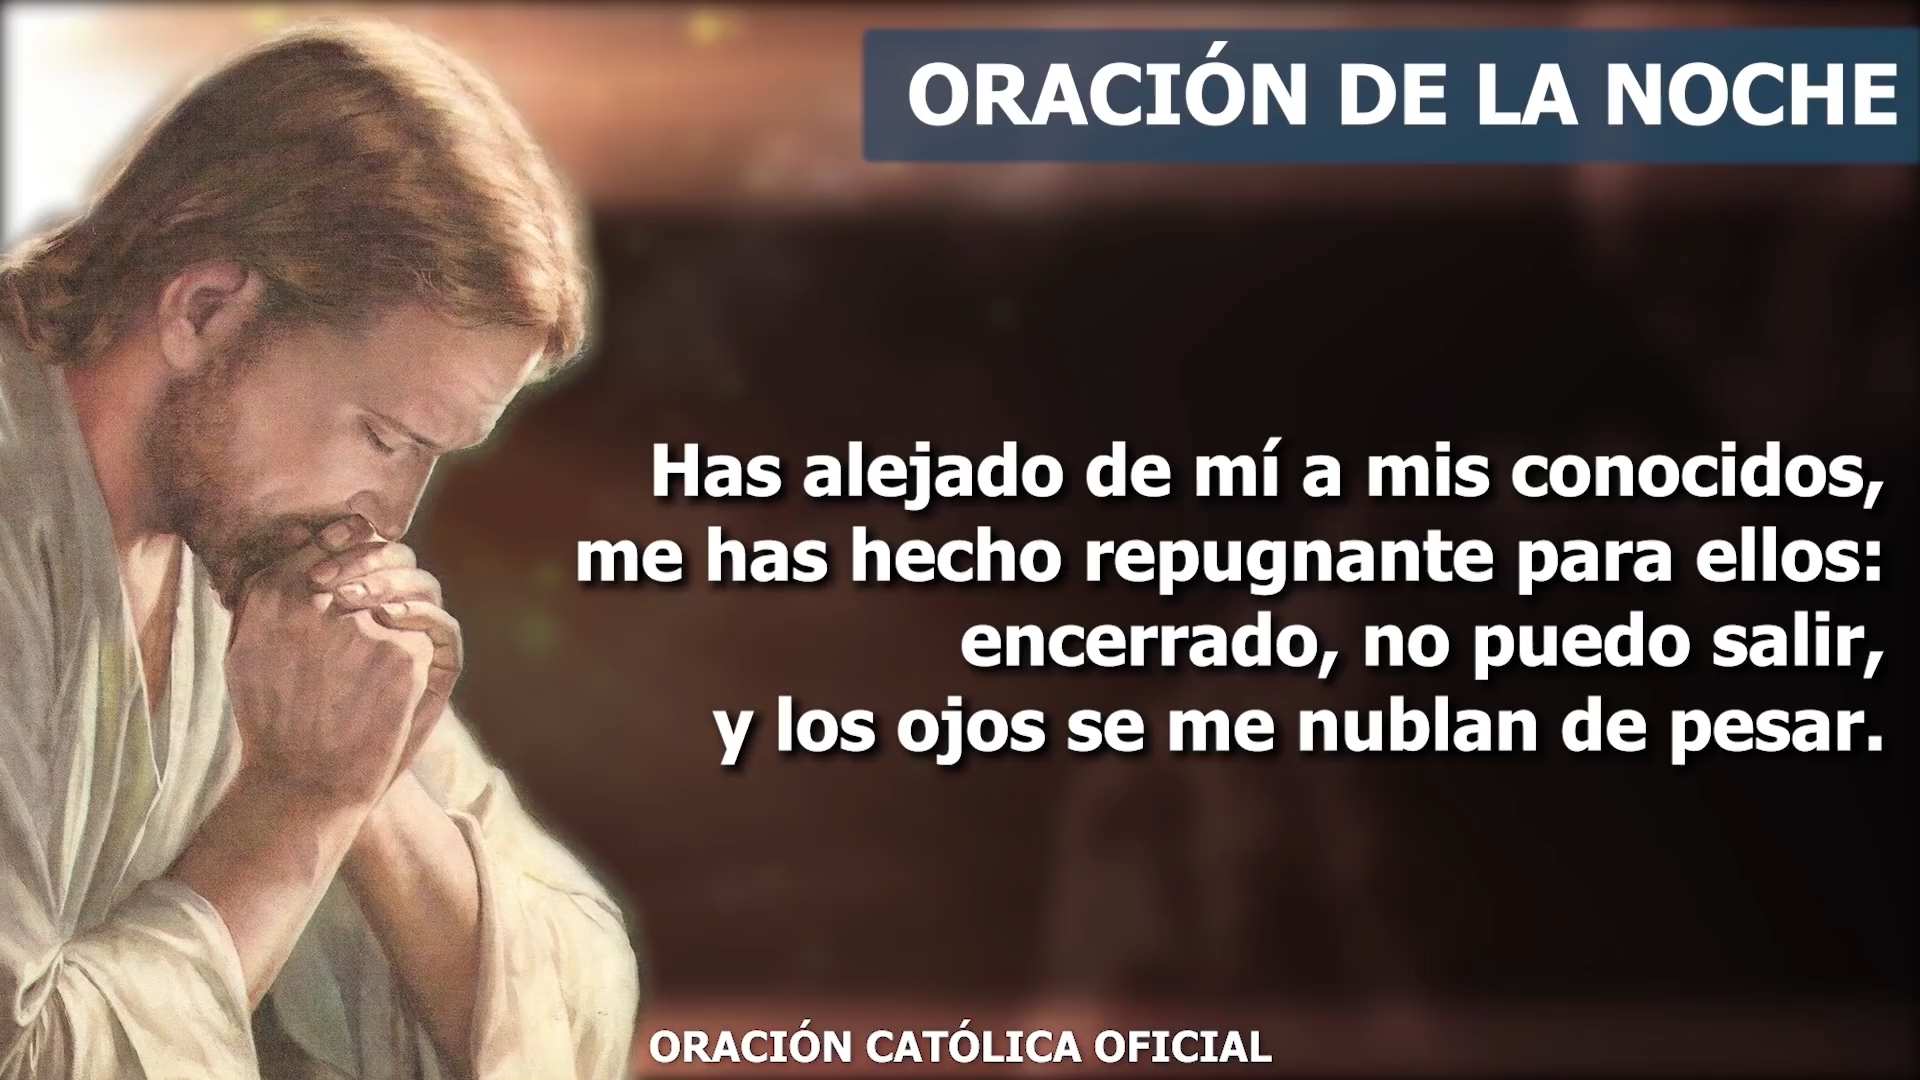 ORACIÓN DE LA NOCHE
Has alejado de mí a mis conocidos,
me has hecho repugnante para ellos:
encerrado, no puedo salir,
y los ojos se me nublan de pesar.
ORACIÓN CATÓLICA OFICIAL